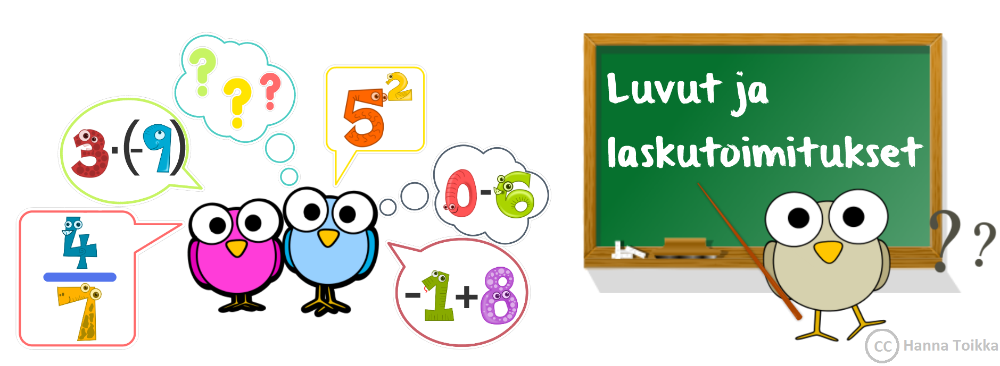 ? ? ?
5²
3·(-9)
0-6
4
7
-1+8
Luvut ja
laskutoimitukset
? ?
CC Hanna Toikka